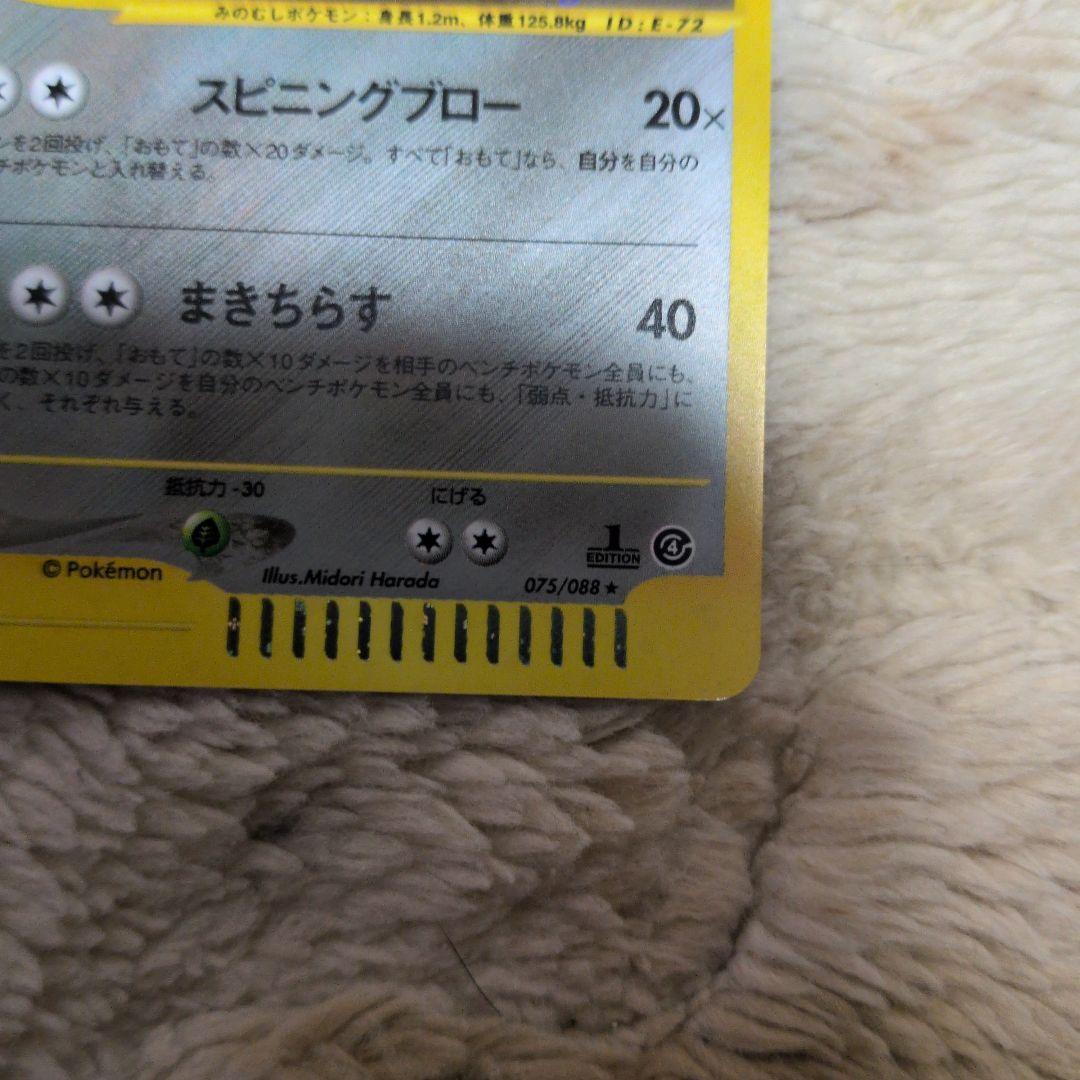 みのむしポケモン：身長1.2m、体重125.8kg ID:E-72
スピニングブロー 20×
ンを2回投げ、「おもて」の数×20ダメージ。すべて「おもて」なら、自分を自分の
チポケモンと入れ替える。
まきちらす 40
を2回投げ、「おもて」の数×10ダメージを相手のベンチポケモン全員にも、
の数×10ダメージを自分のベンチポケモン全員にも、「弱点・抵抗力」に
く、それぞれ与える。
抵抗力 -30 にげる
1 EDITION 4
© Pokémon Illus.Midori Harada 075/088 ★